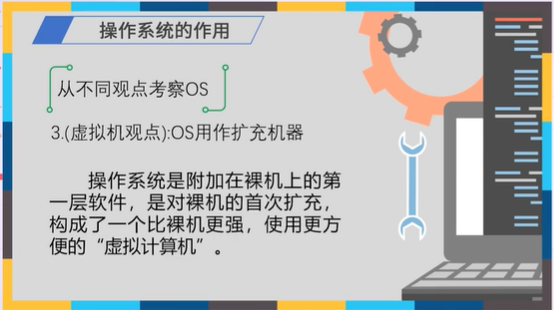 操作系统的作用
从不同观点考察OS
3.(虚拟机观点):OS用作扩充机器
操作系统是附加在裸机上的第
一层软件，是对裸机的首次扩充，
构成了一个比裸机更强，使用更方
便的“虚拟计算机”。